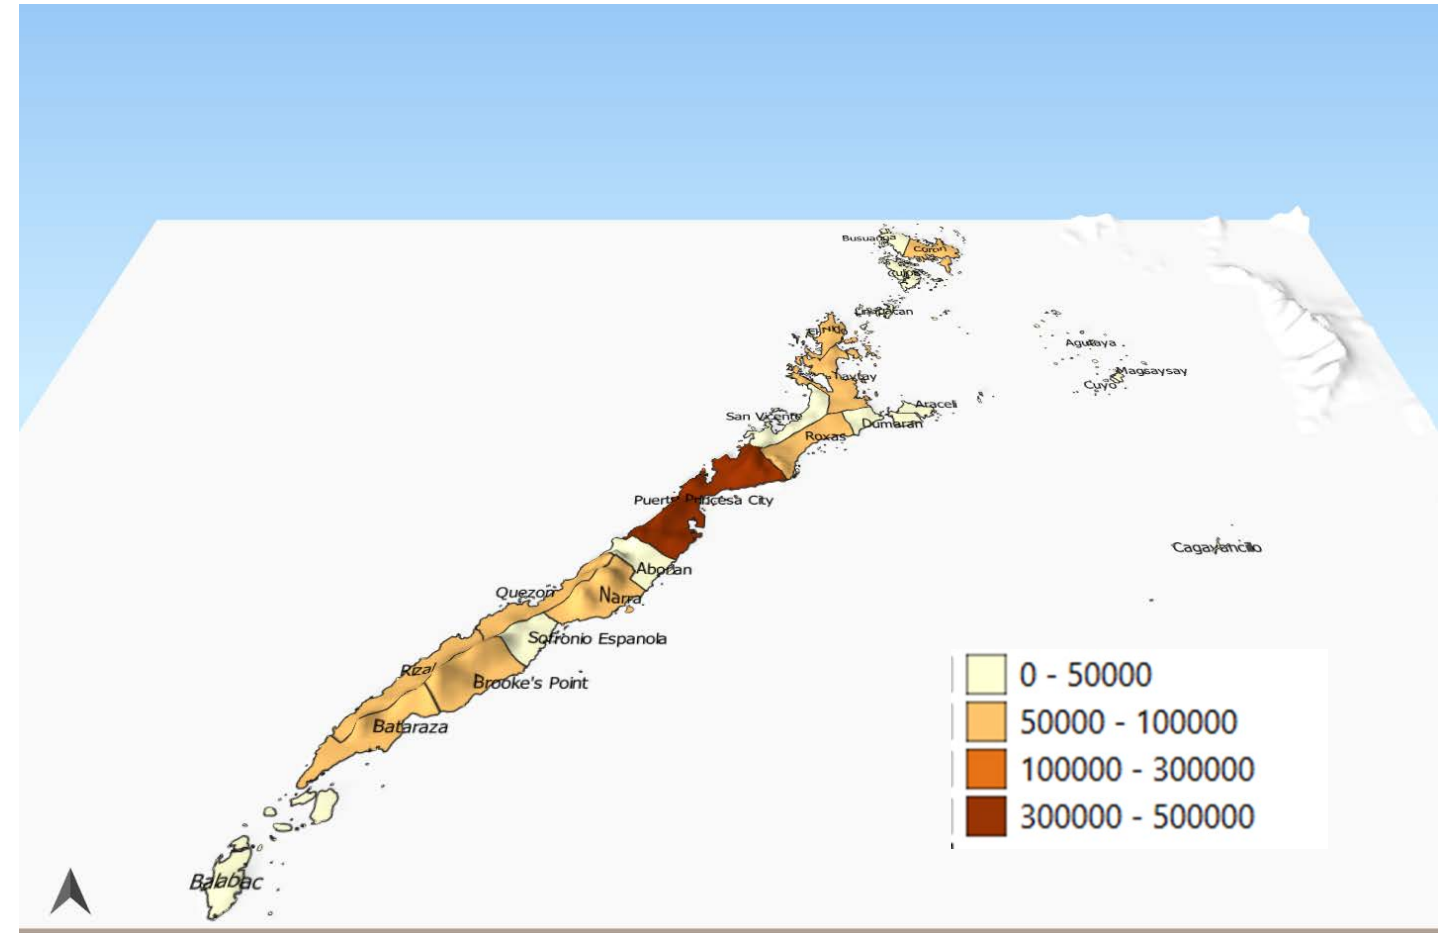 Busuanga
Coron
Culion
Linapacan
El Nido
Agutaya
Taytay
Magsaysay
Cuyo
Araceli
San Vicente
Dumaran
Roxas
Puerto Princesa City
Cagayancillo
Aborlan
Quezon
Narra
Sofronio Espanola
Rizal
Brooke's Point
Bataraza
Balabac
0 - 50000
50000 - 100000
100000 - 300000
300000 - 500000